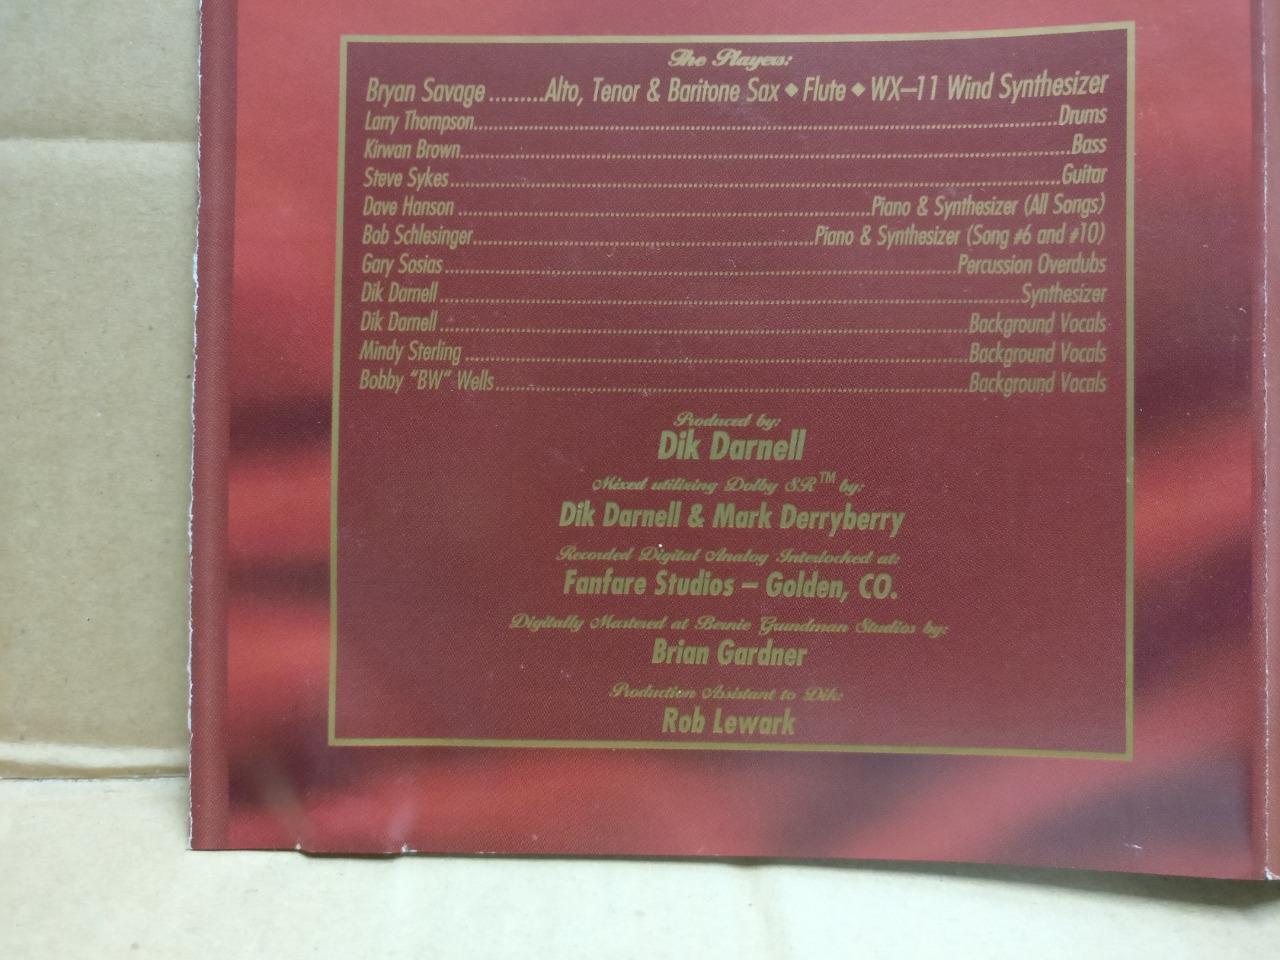 The Players:
Bryan Savage.........Alto, Tenor & Baritone Sax ◆ Flute ◆ WX–11 Wind Synthesizer
Larry Thompson..........Drums
Kirwan Brown..........Bass
Steve Sykes..........Guitar
Dave Hanson..........Piano & Synthesizer (All Songs)
Bob Schlesinger..........Piano & Synthesizer (Song #6 and #10)
Gary Sosias..........Percussion Overdubs
Dik Darnell..........Synthesizer
Dik Darnell..........Background Vocals
Mindy Sterling..........Background Vocals
Bobby "BW" Wells..........Background Vocals
Produced by:
Dik Darnell
Mixed utilizing Dolby SR™ by:
Dik Darnell & Mark Derryberry
Recorded Digital Analog Interlocked at:
Fanfare Studios – Golden, CO.
Digitally Mastered at Bernie Grundman Studios by:
Brian Gardner
Production Assistant to Dik:
Rob Lewark